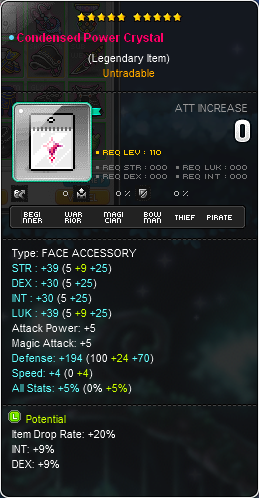 Condensed Power Crystal
(Legendary Item)
Untradable
ATT INCREASE
0
REQ LEV : 110
REQ STR : 000
REQ LUK : 000
REQ DEX : 000
REQ INT : 000
0 0 % 0 %
BEGINNER WARRIOR MAGICIAN BOWMAN THIEF PIRATE
Type: FACE ACCESSORY
STR : +39 (5 +9 +25)
DEX : +30 (5 +25)
INT : +30 (5 +25)
LUK : +39 (5 +9 +25)
Attack Power: +5
Magic Attack: +5
Defense: +194 (100 +24 +70)
Speed: +4 (0 +4)
All Stats: +5% (0% +5%)
L Potential
Item Drop Rate: +20%
INT: +9%
DEX: +9%